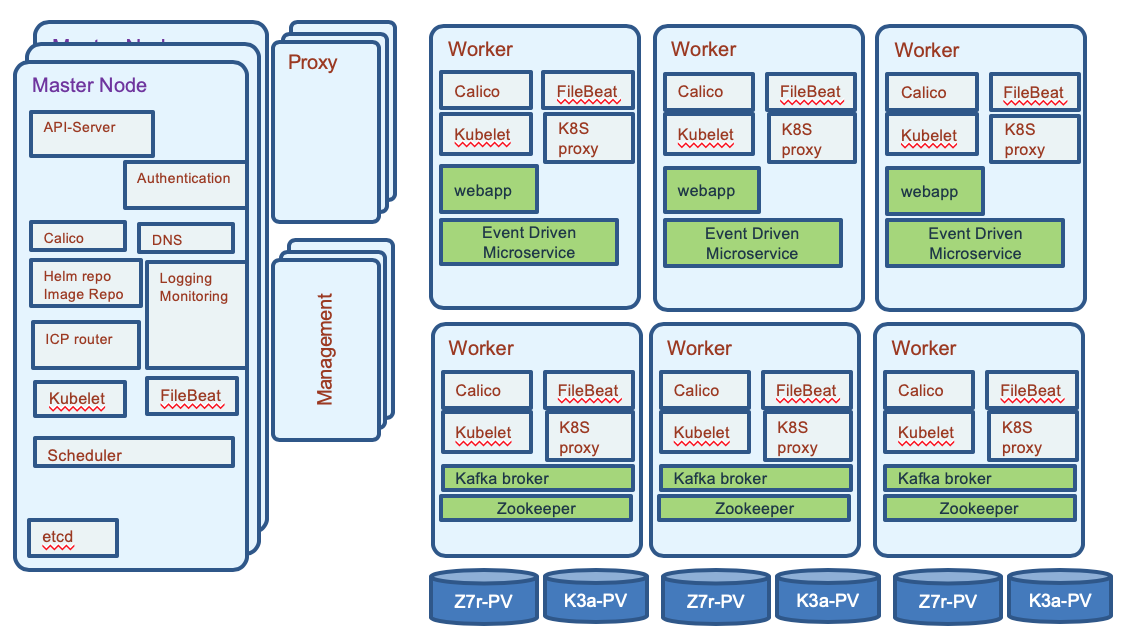 Master Node
Master Node
API-Server
Authentication
Calico
DNS
Helm repo
Image Repo
Logging
Monitoring
ICP router
Kubelet
FileBeat
Scheduler
etcd
Proxy
Management
Worker
Calico
FileBeat
Kubelet
K8S
proxy
webapp
Event Driven
Microservice
Worker
Calico
FileBeat
Kubelet
K8S
proxy
webapp
Event Driven
Microservice
Worker
Calico
FileBeat
Kubelet
K8S
proxy
webapp
Event Driven
Microservice
Worker
Calico
FileBeat
Kubelet
K8S
proxy
Kafka broker
Zookeeper
Worker
Calico
FileBeat
Kubelet
K8S
proxy
Kafka broker
Zookeeper
Worker
Calico
FileBeat
Kubelet
K8S
proxy
Kafka broker
Zookeeper
Z7r-PV
K3a-PV
Z7r-PV
K3a-PV
Z7r-PV
K3a-PV